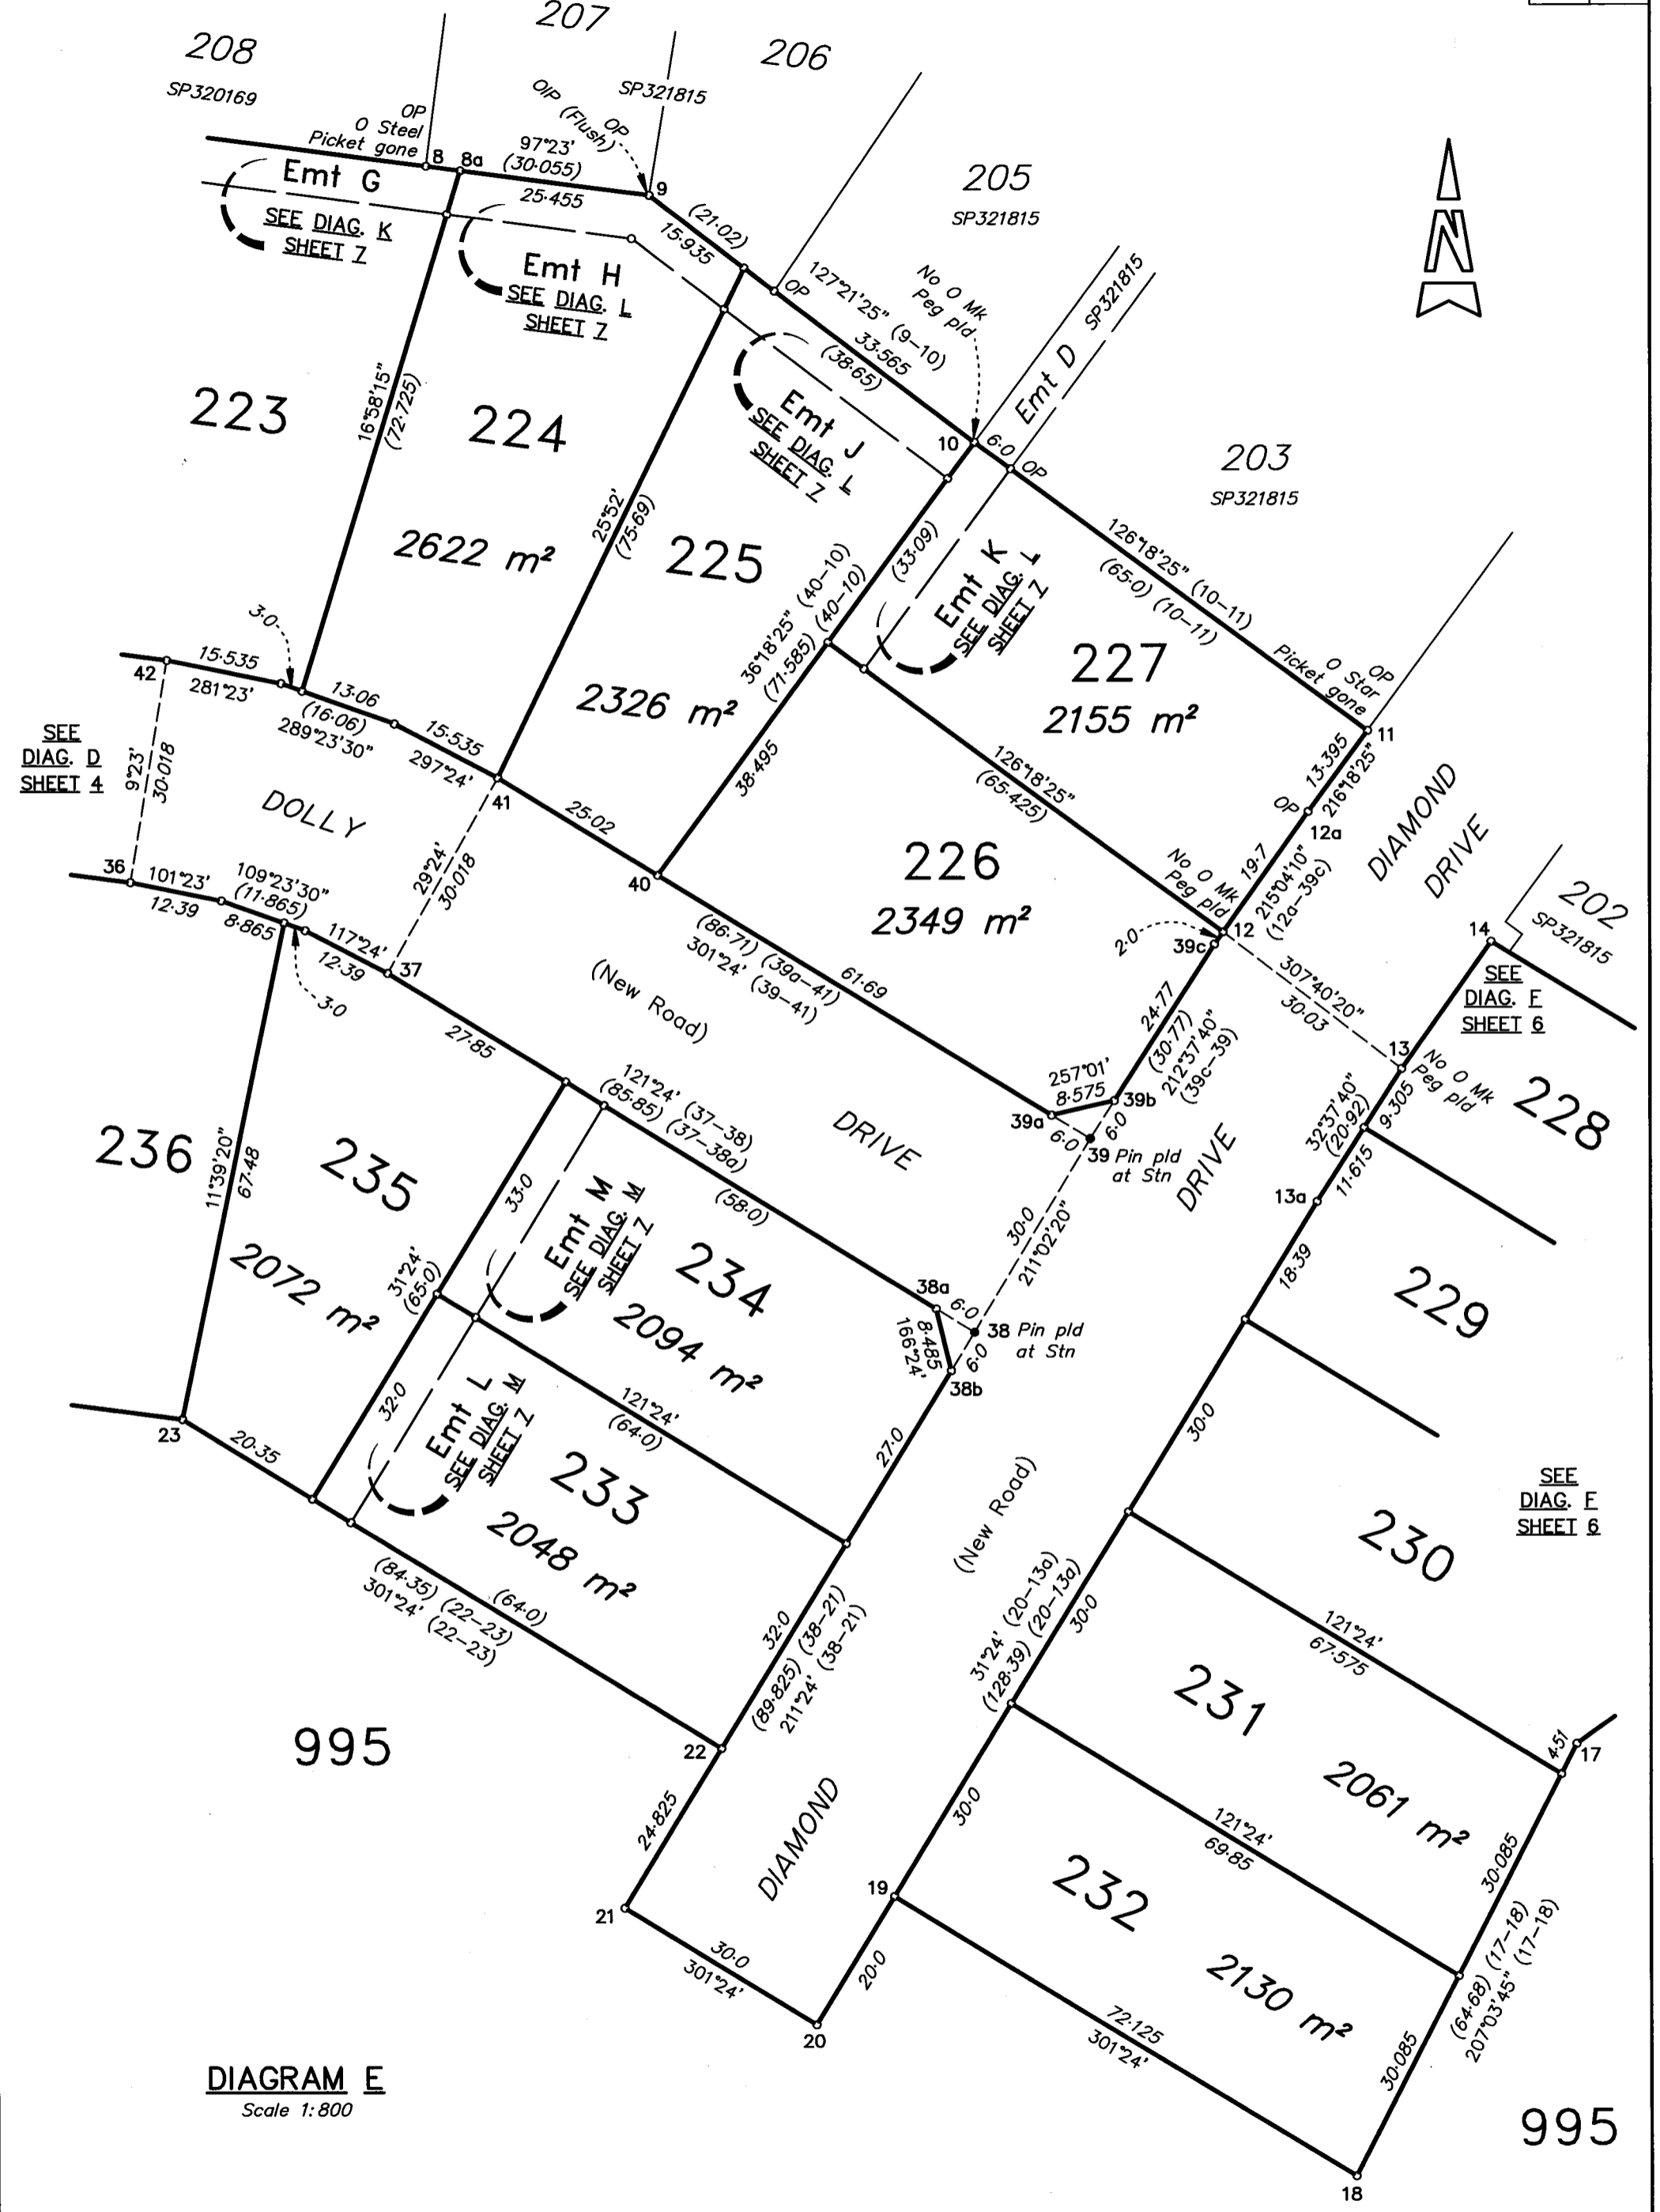 207
208
206
SP320169
SP321815
OP
O Steel
Picket gone
OIP (Flush)
OP
8
8a
97°23'
(30·055)
25·455
9
Emt G
SEE DIAG. K
SHEET 7
(21·02)
15·935
205
SP321815
Emt H
SEE DIAG. L
SHEET 7
OP
127°21'25" (9-10)
33·565
(38·65)
No O Mk
Peg pld
Emt D
SP321815
223
16°58'15"
(72·725)
224
Emt J
SEE DIAG. L
SHEET 7
10
6·0
OP
203
SP321815
2622 m²
25°52'
(75·69)
225
(33·09)
Emt K
SEE DIAG. L
SHEET 7
126°18'25" (10-11)
(65·0) (10-11)
36°18'25" (40-10)
(71·585) (40-10)
OP
O Star
Picket gone
227
2155 m²
3·0
42
15·535
281°23'
13·06
(16·06)
289°23'30"
15·535
297°24'
2326 m²
38·495
11
13·395
216°18'25"
SEE
DIAG. D
SHEET 4
9°23'
30·018
DOLLY
41
25·02
126°18'25"
(65·425)
OP
12a
DIAMOND
DRIVE
226
2349 m²
19·7
215°04'10"
(12a-39c)
No O Mk
Peg pld
36
101°23'
12·39
109°23'30"
(11·865)
8·865
117°24'
12·39
29°24'
30·018
40
37
3·0
(86·71) (39a-41)
301°24' (39-41)
61·69
2·0
39c
12
14
202
SP321815
SEE
DIAG. F
SHEET 6
307°40'20"
30·03
(New Road)
27·85
24·77
(30·77)
212°37'40"
(39c-39)
13
No O Mk
Peg pld
32°37'40"
(20·92)
9·305
228
257°01'
8·575
39a
39b
6·0
6·0
39 Pin pld
at Stn
236
11°39'20"
67·48
235
121°24' (37-38)
(85·85) (37-38a)
DRIVE
DRIVE
13a
11·615
33·0
Emt M
SEE DIAG. M
SHEET 7
(58·0)
30·0
211°02'20"
18·39
229
2072 m²
31°24'
(65·0)
234
2094 m²
38a
6·0
38 Pin pld
at Stn
8·485
166°24'
6·0
38b
32·0
Emt L
SEE DIAG. M
SHEET 7
121°24'
(64·0)
27·0
30·0
23
20·35
233
2048 m²
(New Road)
SEE
DIAG. F
SHEET 6
230
(84·35) (22-23)
301°24' (22-23)
(64·0)
32·0
(89·825) (38-21)
211°24' (38-21)
31°24' (20-13a)
(128·39) (20-13a)
30·0
121°24'
67·575
995
22
231
2061 m²
4·51
17
24·825
DIAMOND
30·0
121°24'
69·85
30·085
21
19
232
2130 m²
(64·68) (17-18)
207°03'45" (17-18)
30·0
301°24'
20·0
20
72·125
301°24'
30·085
DIAGRAM E
Scale 1:800
995
18